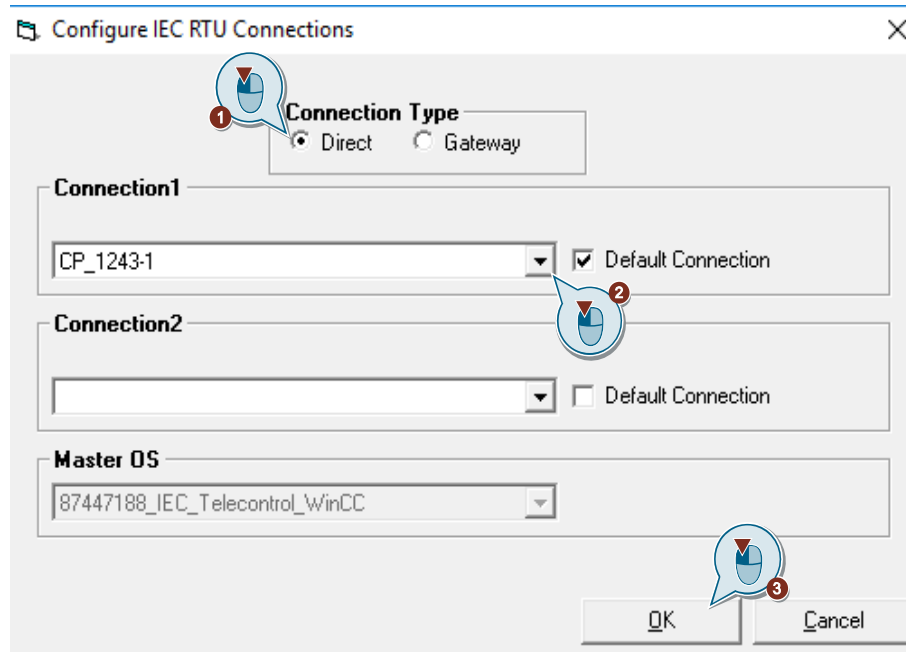 Configure IEC RTU Connections
1
Connection Type
Direct Gateway
Connection1
CP_1243-1 Default Connection
2
Connection2
Default Connection
Master OS
87447188_IEC_Telecontrol_WinCC
3
OK Cancel